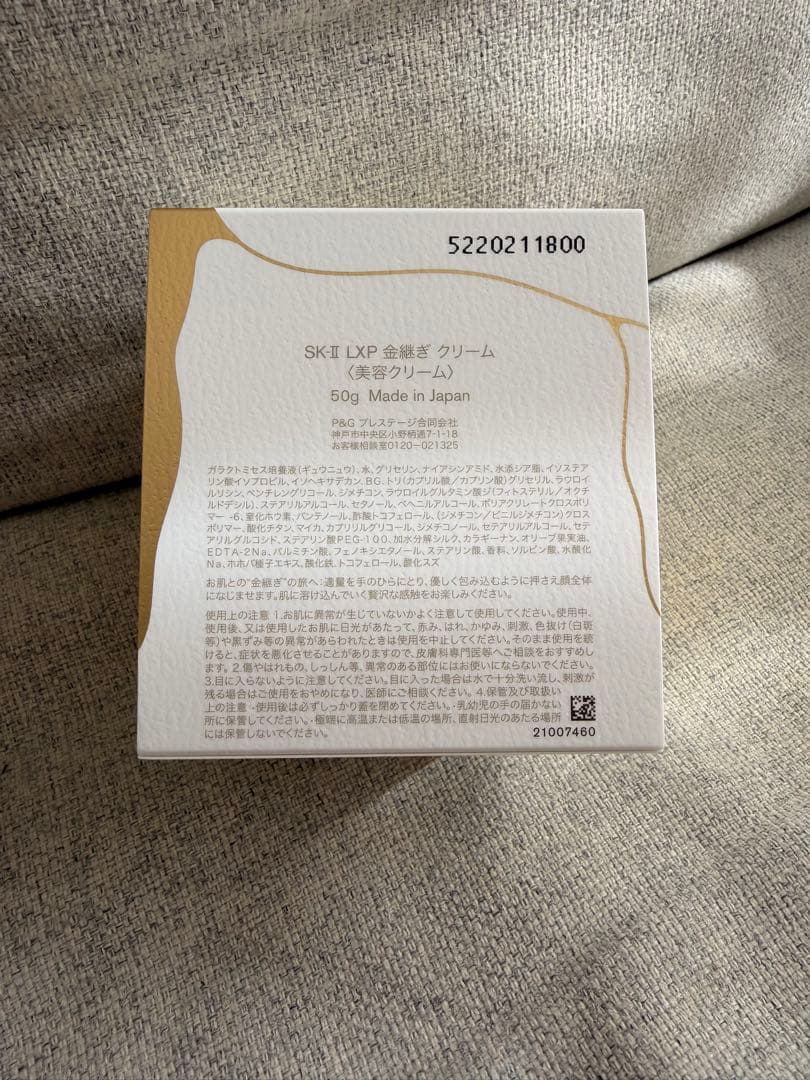 5220211800
SK-II LXP 金継ぎ クリーム
〈美容クリーム〉
50g Made in Japan
P&G プレステージ合同会社
神戸市中央区小野柄通7-1-18
お客様相談室0120-021325
ガラクトミセス培養液(ギュウニュウ)、水、グリセリン、ナイアシンアミド、水添シア脂、イソステア
リン酸イソプロピル、イソヘキサデカン、BG、トリ(カプリル酸/カプリン酸)グリセリル、ラウロイ
ルリシン、ペンチレングリコール、ジメチコン、ラウロイルグルタミン酸ジ(フィトステリル/オクチ
ルドデシル)、ステアリルアルコール、セタノール、ベヘニルアルコール、ポリアクリレートクロスポリ
マー-6、窒化ホウ素、パンテノール、酢酸トコフェロール、(ジメチコン/ビニルジメチコン)クロス
ポリマー、酸化チタン、マイカ、カプリリルグリコール、ジメチコノール、セテアリルアルコール、セテ
アリルグルコシド、ステアリン酸PEG-100、加水分解シルク、カラギーナン、オリーブ果実油、
EDTA-2Na、パルミチン酸、フェノキシエタノール、ステアリン酸、香料、ソルビン酸、水酸化
Na、ホホバ種子エキス、酸化鉄、トコフェロール、酸化スズ
お肌との“金継ぎ”の旅へ:適量を手のひらにとり、優しく包み込むように押さえ顔全体
になじませます。肌に溶け込んでいく贅沢な感触をお楽しみください。
使用上の注意 1.お肌に異常が生じていないかよく注意して使用してください。使用中、
使用後、又は使用したお肌に日光があたって、赤み、はれ、かゆみ、刺激、色抜け(白斑
等)や黒ずみ等の異常があらわれたときは使用を中止してください。そのまま使用を続
けると、症状を悪化させることがありますので、皮膚科専門医等へご相談をおすすめし
ます。2.傷やはれもの、しっしん等、異常のある部位にはお使いにならないでください。
3.目に入らないように注意してください。目に入った場合は水で十分洗い流し、刺激が
残る場合はご使用をおやめになり、医師にご相談ください。4.保管及び取扱い
上の注意 ・使用後は必ずしっかり蓋を閉めてください。・乳幼児の手の届かない
所に保管してください。・極端に高温または低温の場所、直射日光のあたる場所
には保管しないでください。
21007460